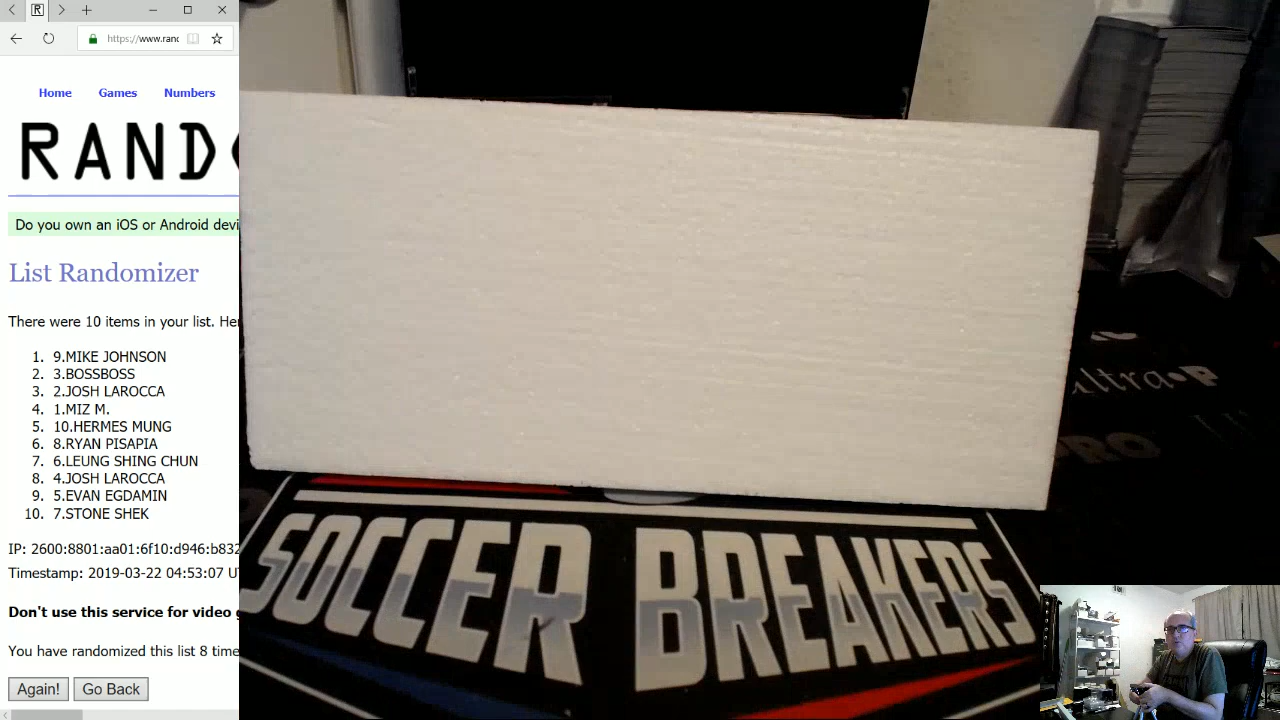 R
https://www.ranc
Home Games Numbers
RAND
Do you own an iOS or Android devi
List Randomizer
There were 10 items in your list. Her
1. 9.MIKE JOHNSON
2. 3.BOSSBOSS
3. 2.JOSH LAROCCA
4. 1.MIZ M.
5. 10.HERMES MUNG
6. 8.RYAN PISAPIA
7. 6.LEUNG SHING CHUN
8. 4.JOSH LAROCCA
9. 5.EVAN EGDAMIN
10. 7.STONE SHEK
IP: 2600:8801:aa01:6f10:d946:b832
Timestamp: 2019-03-22 04:53:07 U
Don't use this service for video
You have randomized this list 8 time
Again! Go Back
SOCCER BREAKERS
ultra•P
PRO